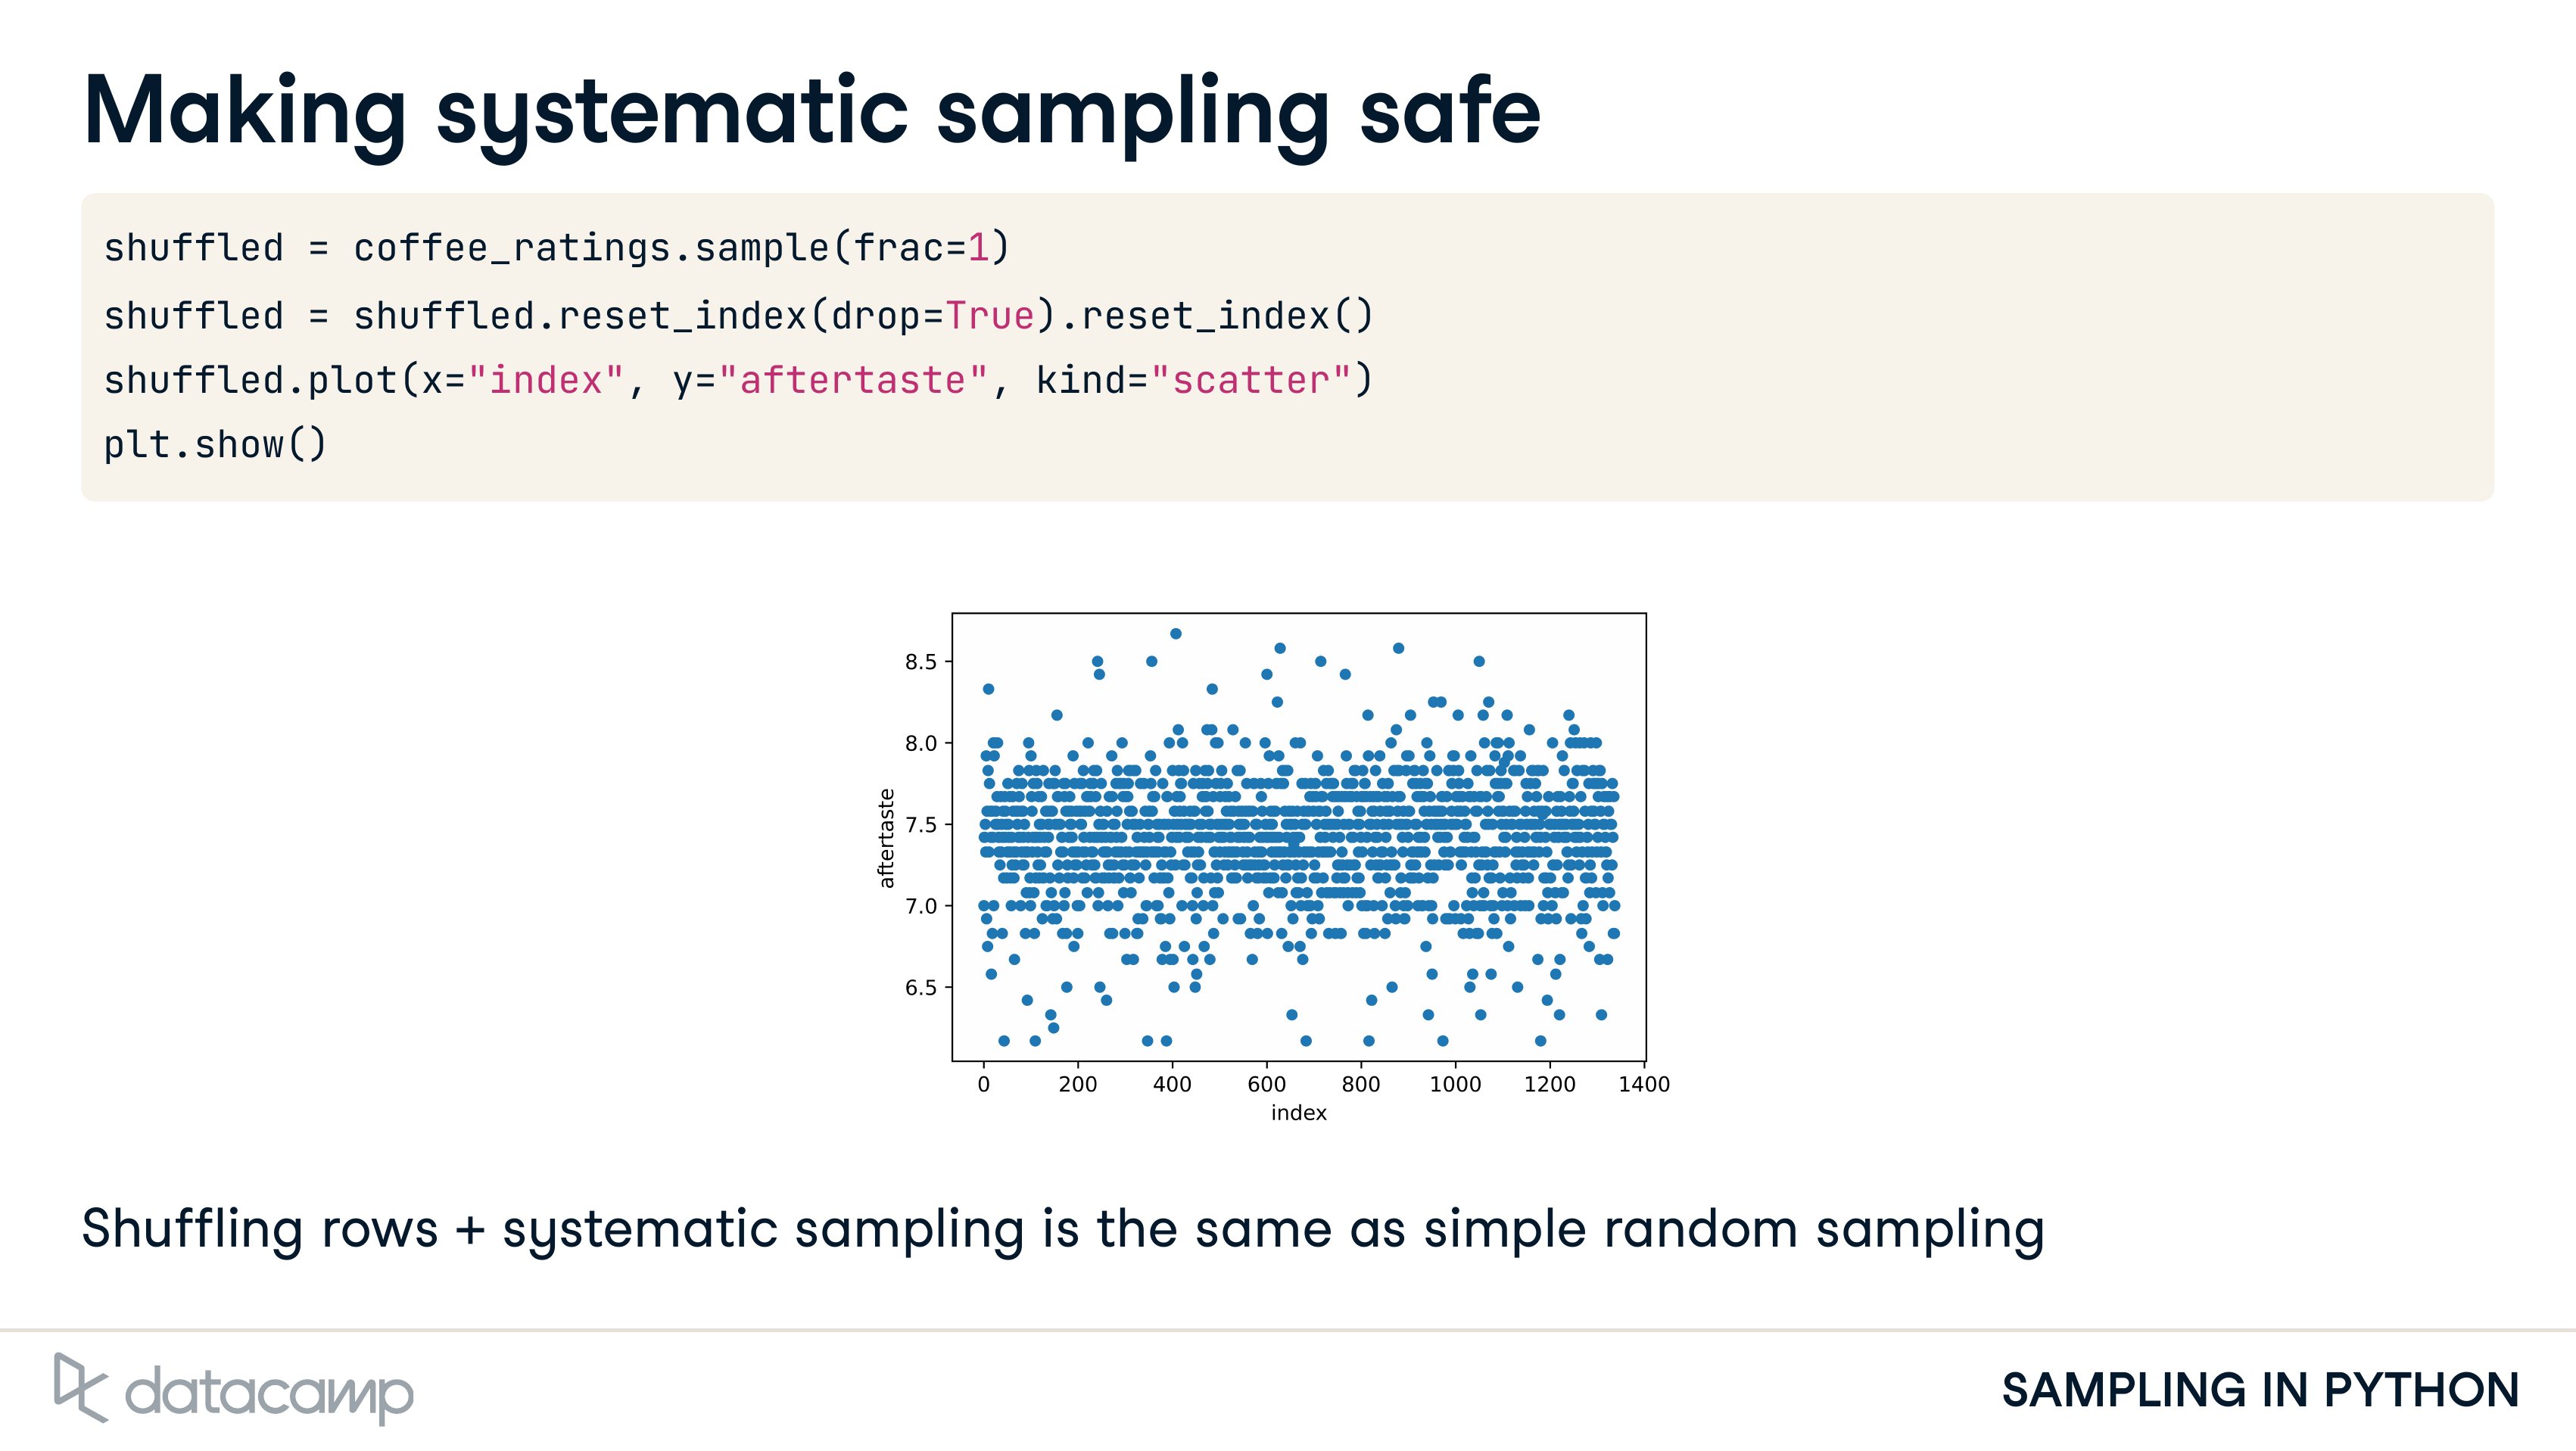 Making systematic sampling safe
shuffled = coffee_ratings.sample(frac=1)
shuffled = shuffled.reset_index(drop=True).reset_index()
shuffled.plot(x="index", y="aftertaste", kind="scatter")
plt.show()
8.5
8.0
7.5
7.0
6.5
aftertaste
0 200 400 600 800 1000 1200 1400
index
Shuffling rows + systematic sampling is the same as simple random sampling
datacamp
SAMPLING IN PYTHON